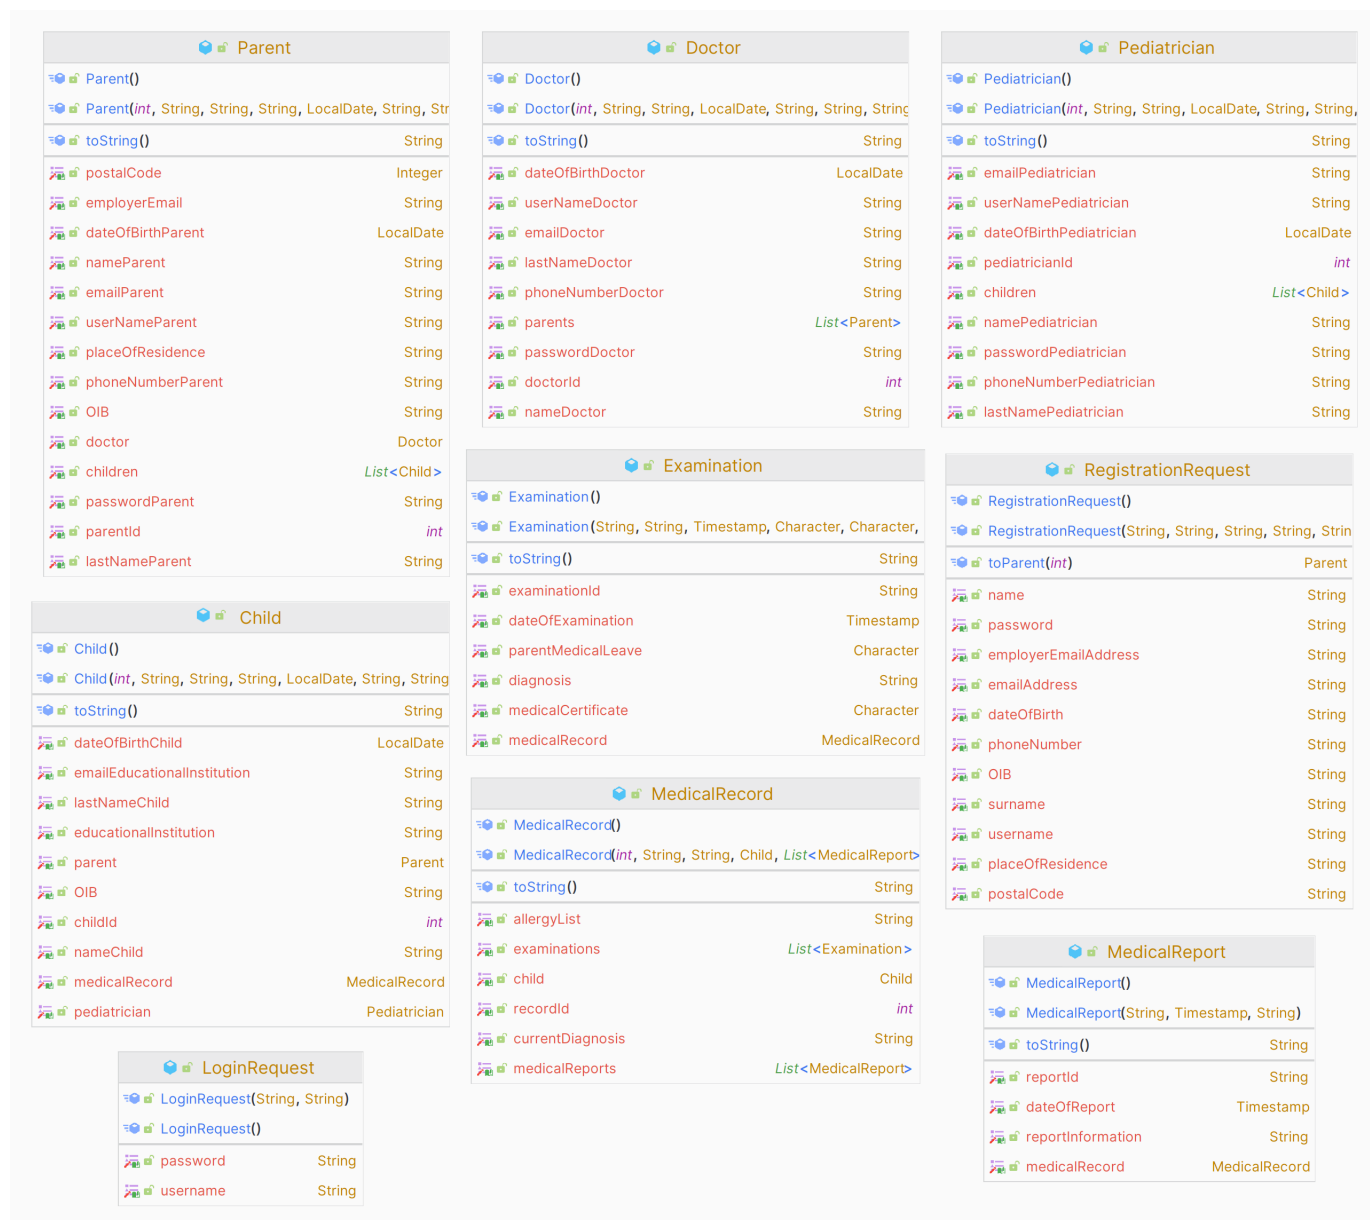 Parent
Parent()
Parent(int, String, String, String, LocalDate, String, Str
toString() String
postalCode Integer
employerEmail String
dateOfBirthParent LocalDate
nameParent String
emailParent String
userNameParent String
placeOfResidence String
phoneNumberParent String
OIB String
doctor Doctor
children List<Child>
passwordParent String
parentId int
lastNameParent String
Doctor
Doctor()
Doctor(int, String, String, LocalDate, String, String, String
toString() String
dateOfBirthDoctor LocalDate
userNameDoctor String
emailDoctor String
lastNameDoctor String
phoneNumberDoctor String
parents List<Parent>
passwordDoctor String
doctorId int
nameDoctor String
Pediatrician
Pediatrician()
Pediatrician(int, String, String, LocalDate, String, String,
toString() String
emailPediatrician String
userNamePediatrician String
dateOfBirthPediatrician LocalDate
pediatricianId int
children List<Child>
namePediatrician String
passwordPediatrician String
phoneNumberPediatrician String
lastNamePediatrician String
Examination
Examination()
Examination(String, String, Timestamp, Character, Character,
toString() String
examinationId String
dateOfExamination Timestamp
parentMedicalLeave Character
diagnosis String
medicalCertificate Character
medicalRecord MedicalRecord
RegistrationRequest
RegistrationRequest()
RegistrationRequest(String, String, String, String, Strin
toParent(int) Parent
name String
password String
employerEmailAddress String
emailAddress String
dateOfBirth String
phoneNumber String
OIB String
surname String
username String
placeOfResidence String
postalCode String
Child
Child()
Child(int, String, String, String, LocalDate, String, String
toString() String
dateOfBirthChild LocalDate
emailEducationalInstitution String
lastNameChild String
educationalInstitution String
parent Parent
OIB String
childId int
nameChild String
medicalRecord MedicalRecord
pediatrician Pediatrician
MedicalRecord
MedicalRecord()
MedicalRecord(int, String, String, Child, List<MedicalReport>
toString() String
allergyList String
examinations List<Examination>
child Child
recordId int
currentDiagnosis String
medicalReports List<MedicalReport>
MedicalReport
MedicalReport()
MedicalReport(String, Timestamp, String)
toString() String
reportId String
dateOfReport Timestamp
reportInformation String
medicalRecord MedicalRecord
LoginRequest
LoginRequest(String, String)
LoginRequest()
password String
username String